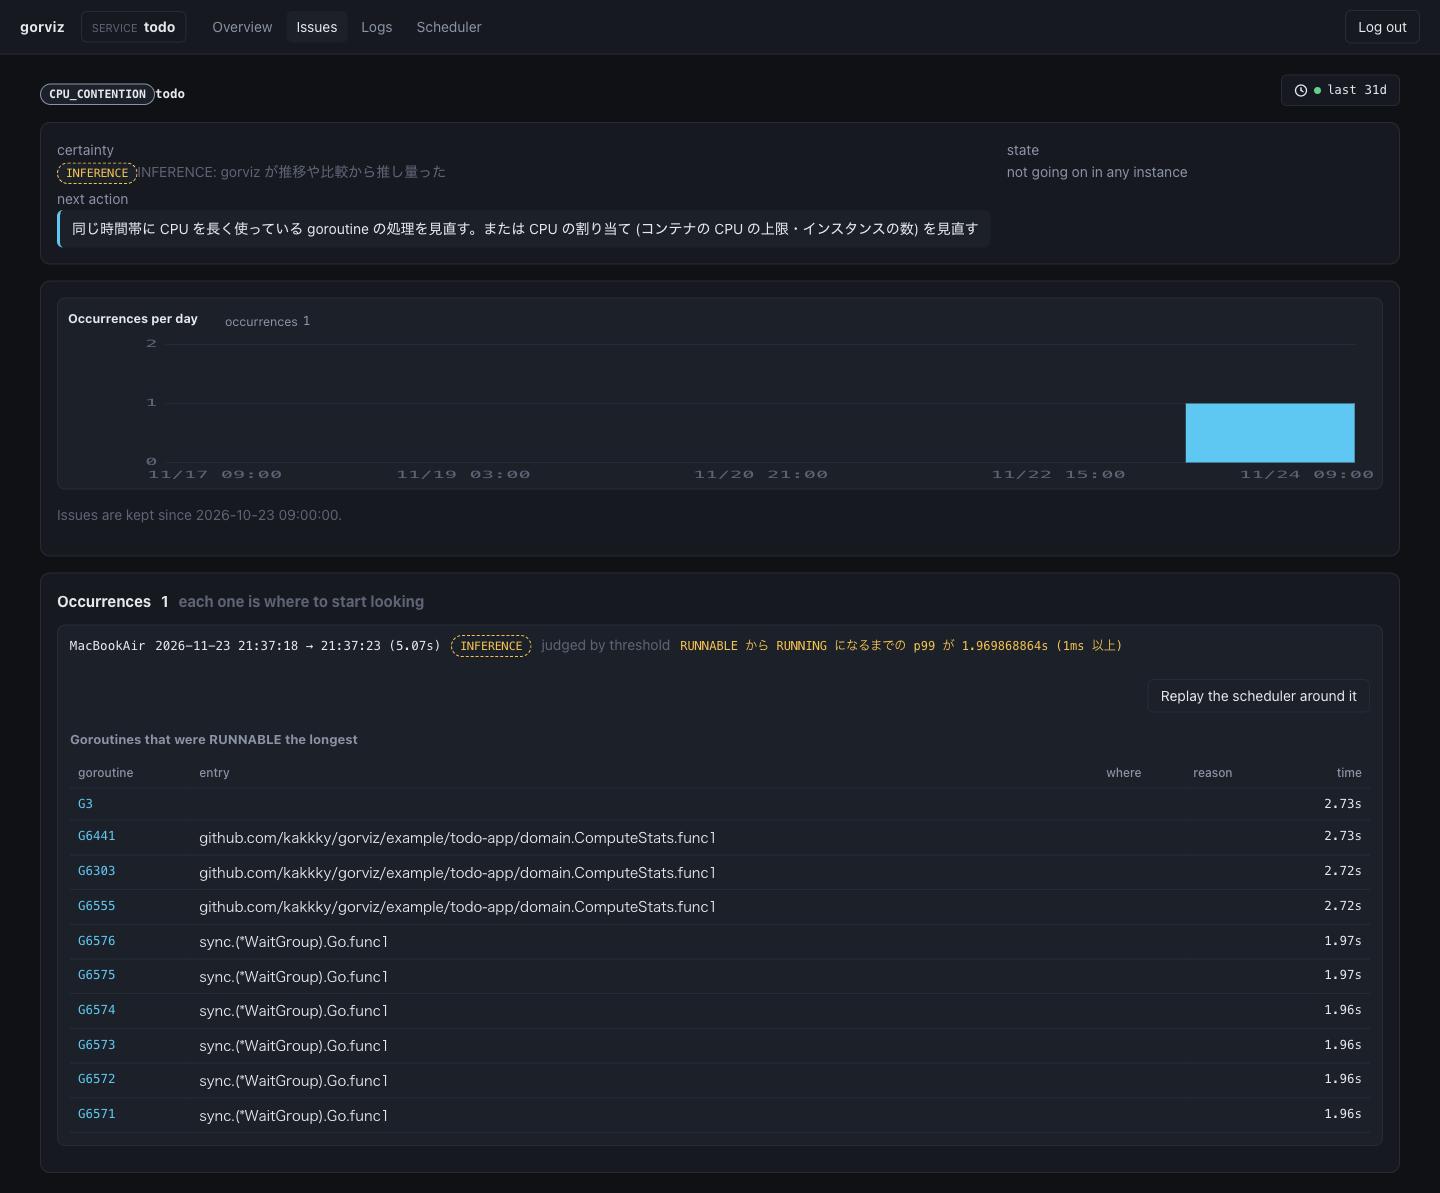 gorviz SERVICE todo Overview Issues Logs Scheduler Log out
CPU_CONTENTION todo last 31d
certainty state
INFERENCE INFERENCE: gorviz が推移や比較から推し量った not going on in any instance
next action
同じ時間帯に CPU を長く使っている goroutine の処理を見直す。または CPU の割り当て (コンテナの CPU の上限・インスタンスの数) を見直す
Occurrences per day occurrences 1
2
1
0
11/17 09:00 11/19 03:00 11/20 21:00 11/22 15:00 11/24 09:00
Issues are kept since 2026-10-23 09:00:00.
Occurrences 1 each one is where to start looking
MacBookAir 2026-11-23 21:37:18 → 21:37:23 (5.07s) INFERENCE judged by threshold RUNNABLE から RUNNING になるまでの p99 が 1.969868864s (1ms 以上)
Replay the scheduler around it
Goroutines that were RUNNABLE the longest
goroutine entry where reason time
G3 2.73s
G6441 github.com/kakkky/gorviz/example/todo-app/domain.ComputeStats.func1 2.73s
G6303 github.com/kakkky/gorviz/example/todo-app/domain.ComputeStats.func1 2.72s
G6555 github.com/kakkky/gorviz/example/todo-app/domain.ComputeStats.func1 2.72s
G6576 sync.(*WaitGroup).Go.func1 1.97s
G6575 sync.(*WaitGroup).Go.func1 1.97s
G6574 sync.(*WaitGroup).Go.func1 1.96s
G6573 sync.(*WaitGroup).Go.func1 1.96s
G6572 sync.(*WaitGroup).Go.func1 1.96s
G6571 sync.(*WaitGroup).Go.func1 1.96s